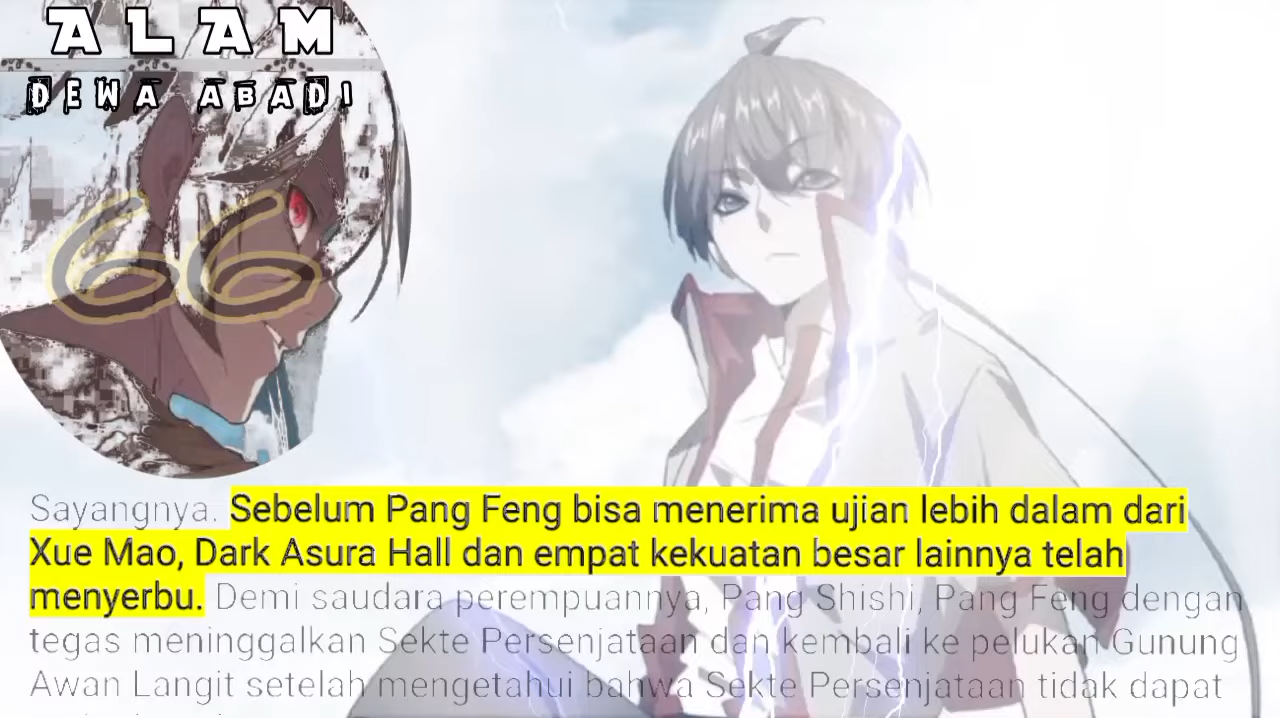 ALAM
DEWA ABADI
66
Sayangnya. Sebelum Pang Feng bisa menerima ujian lebih dalam dari
Xue Mao, Dark Asura Hall dan empat kekuatan besar lainnya telah
menyerbu. Demi saudara perempuannya, Pang Shishi, Pang Feng dengan
tegas meninggalkan Sekte Persenjataan dan kembali ke pelukan Gunung
Awan Langit setelah mengetahui bahwa Sekte Persenjataan tidak dapat